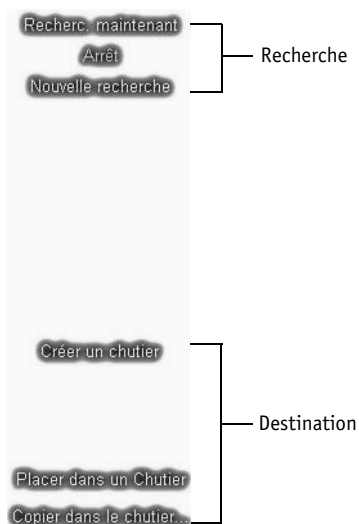 Recherc. maintenant
Arrêt
Nouvelle recherche
Recherche
Créer un chutier
Destination
Placer dans un Chutier
Copier dans le chutier...